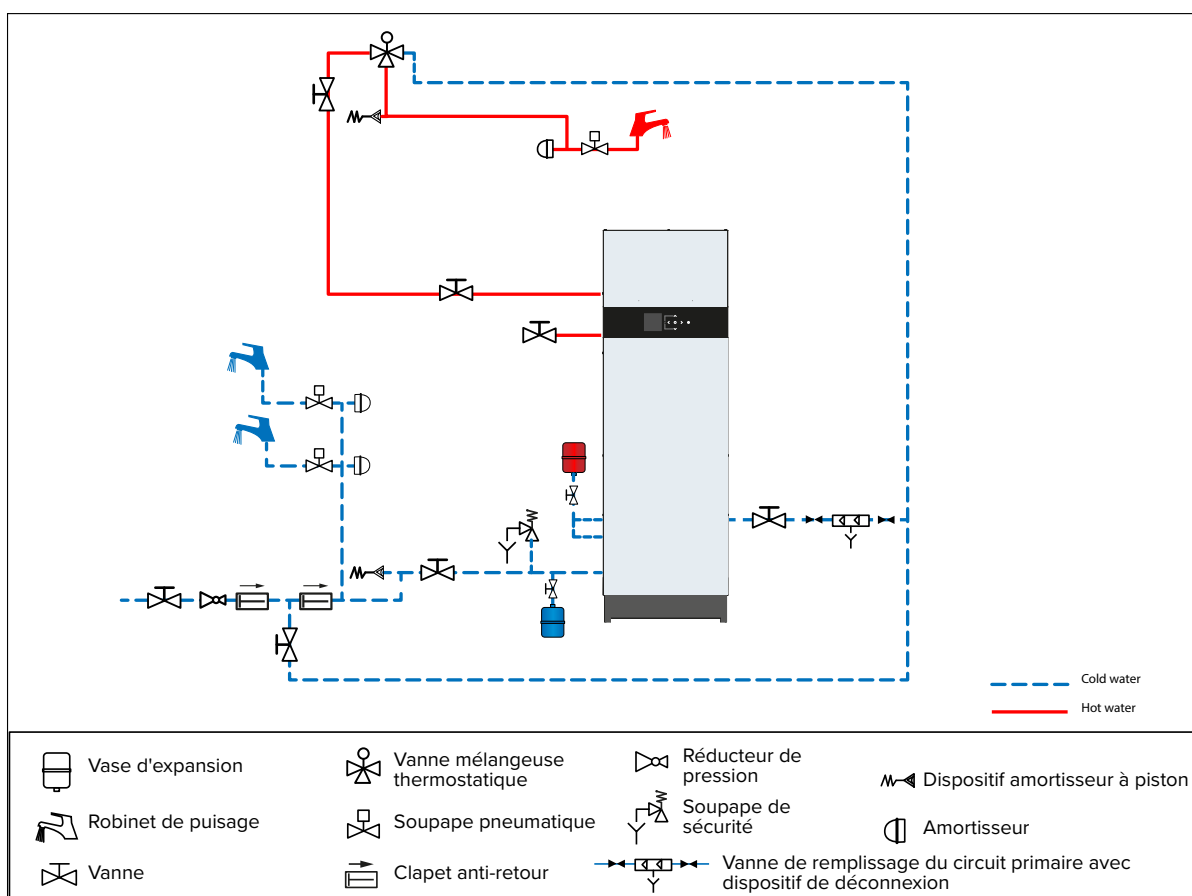 Cold water
Hot water
Vase d'expansion
Vanne mélangeuse
thermostatique
Réducteur de
pression
Dispositif amortisseur à piston
Robinet de puisage
Soupape pneumatique
Soupape de
sécurité
Amortisseur
Vanne
Clapet anti-retour
Vanne de remplissage du circuit primaire avec
dispositif de déconnexion